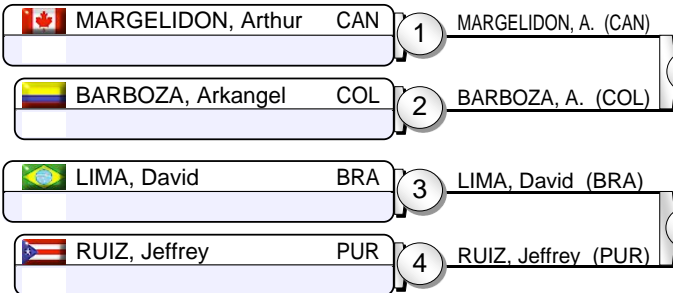 MARGELIDON, Arthur CAN
1
MARGELIDON, A. (CAN)
BARBOZA, Arkangel COL
2
BARBOZA, A. (COL)
LIMA, David BRA
3
LIMA, David (BRA)
RUIZ, Jeffrey PUR
4
RUIZ, Jeffrey (PUR)